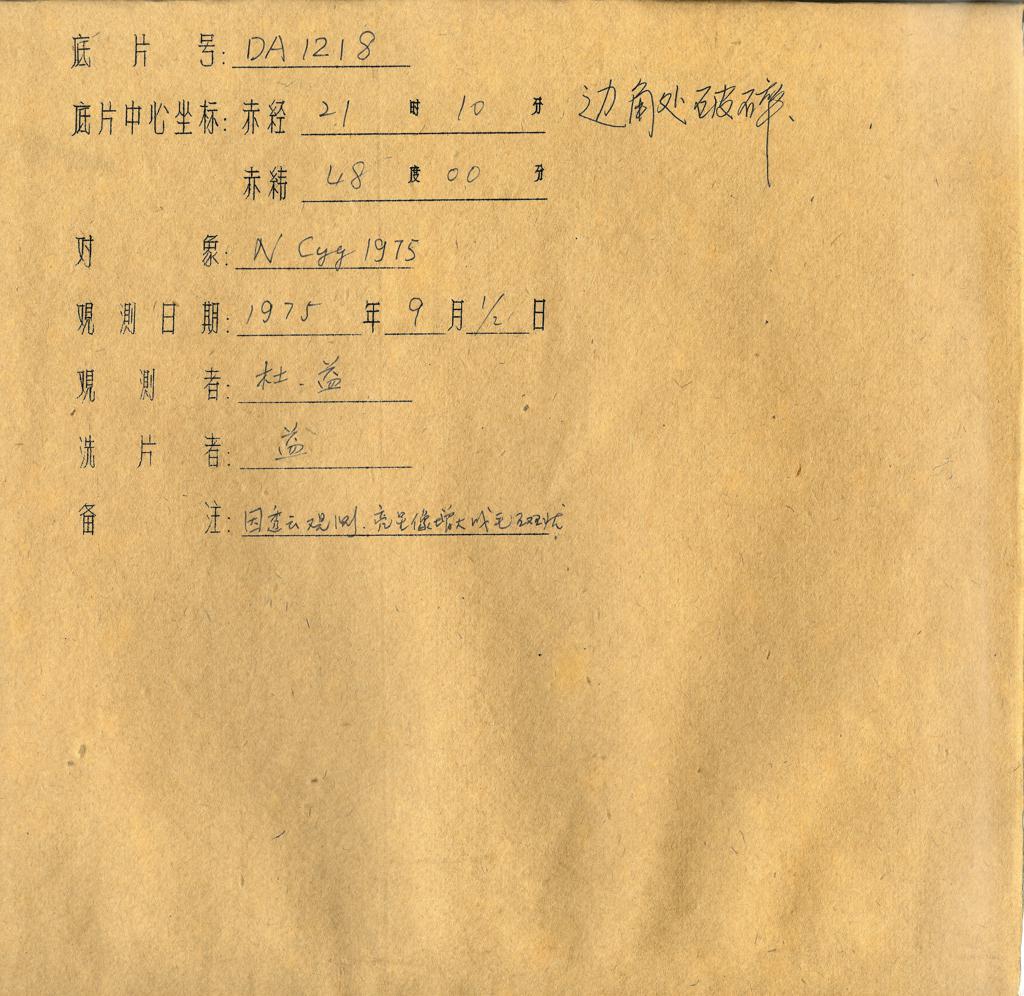 底片号: DA 1218
底片中心坐标: 赤经 21 时 10 分 边角处破碎、
赤纬 48 度 00 分
对象: N Cyg 1975
观测日期: 1975 年 9 月 1/2 日
观测者: 杜、益
洗片者: 益
备注: 因透云观测.亮星像增大成毛斑状